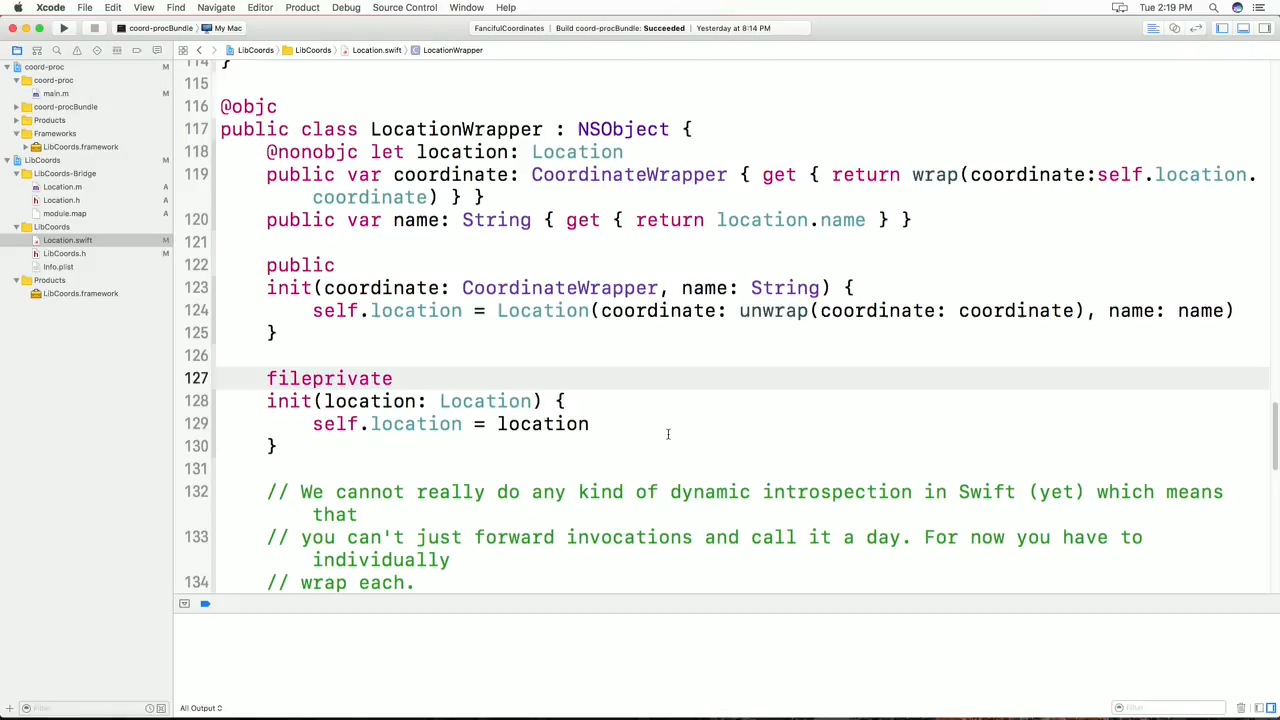 Xcode File Edit View Find Navigate Editor Product Debug Source Control Window Help Tue 2:19 PM
coord-procBundle My Mac FancifulCoordinates Build coord-procBundle: Succeeded Yesterday at 8:14 PM
LibCoords LibCoords Location.swift LocationWrapper
coord-proc M
coord-proc
main.m M
coord-procBundle
Products
Frameworks
LibCoords.framework
LibCoords M
LibCoords-Bridge
Location.m A
Location.h A
module.map A
LibCoords
Location.swift M
LibCoords.h M
Info.plist
Products
LibCoords.framework
114 }
115
116 @objc
117 public class LocationWrapper : NSObject {
118 @nonobjc let location: Location
119 public var coordinate: CoordinateWrapper { get { return wrap(coordinate:self.location.
coordinate) } }
120 public var name: String { get { return location.name } }
121
122 public
123 init(coordinate: CoordinateWrapper, name: String) {
124 self.location = Location(coordinate: unwrap(coordinate: coordinate), name: name)
125 }
126
127 fileprivate
128 init(location: Location) {
129 self.location = location
130 }
131
132 // We cannot really do any kind of dynamic introspection in Swift (yet) which means
that
133 // you can't just forward invocations and call it a day. For now you have to
individually
134 // wrap each.
Filter All Output Filter